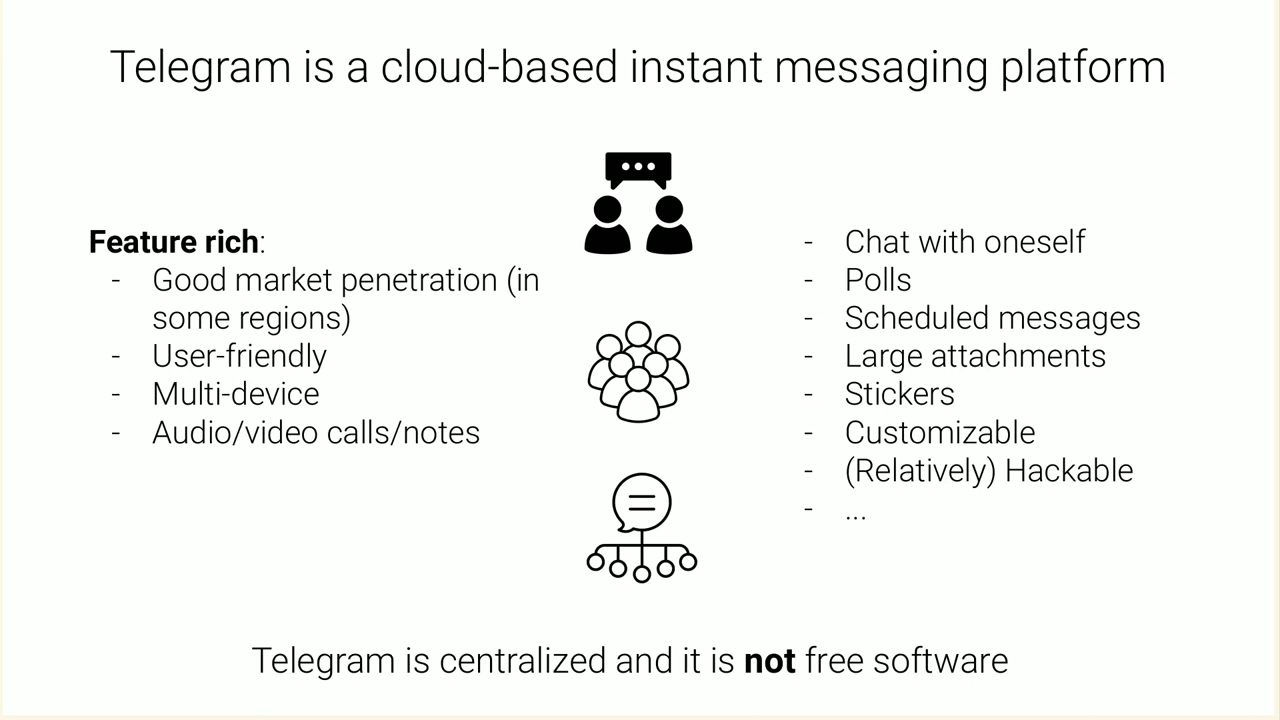 Telegram is a cloud-based instant messaging platform
Feature rich:
- Good market penetration (in
some regions)
- User-friendly
- Multi-device
- Audio/video calls/notes
- Chat with oneself
- Polls
- Scheduled messages
- Large attachments
- Stickers
- Customizable
- (Relatively) Hackable
- ...
Telegram is centralized and it is not free software